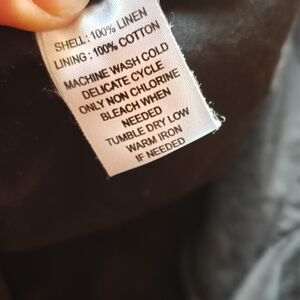 SHELL: 100% LINEN
LINING: 100% COTTON
MACHINE WASH COLD
DELICATE CYCLE
ONLY NON CHLORINE
BLEACH WHEN
NEEDED
TUMBLE DRY LOW
WARM IRON
IF NEEDED